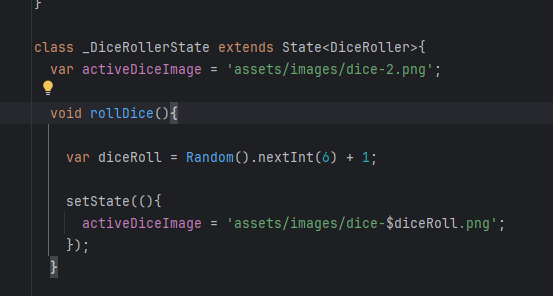 }
class _DiceRollerState extends State<DiceRoller>{
var activeDiceImage = 'assets/images/dice-2.png';
void rollDice(){
var diceRoll = Random().nextInt(6) + 1;
setState((){
activeDiceImage = 'assets/images/dice-$diceRoll.png';
});
}